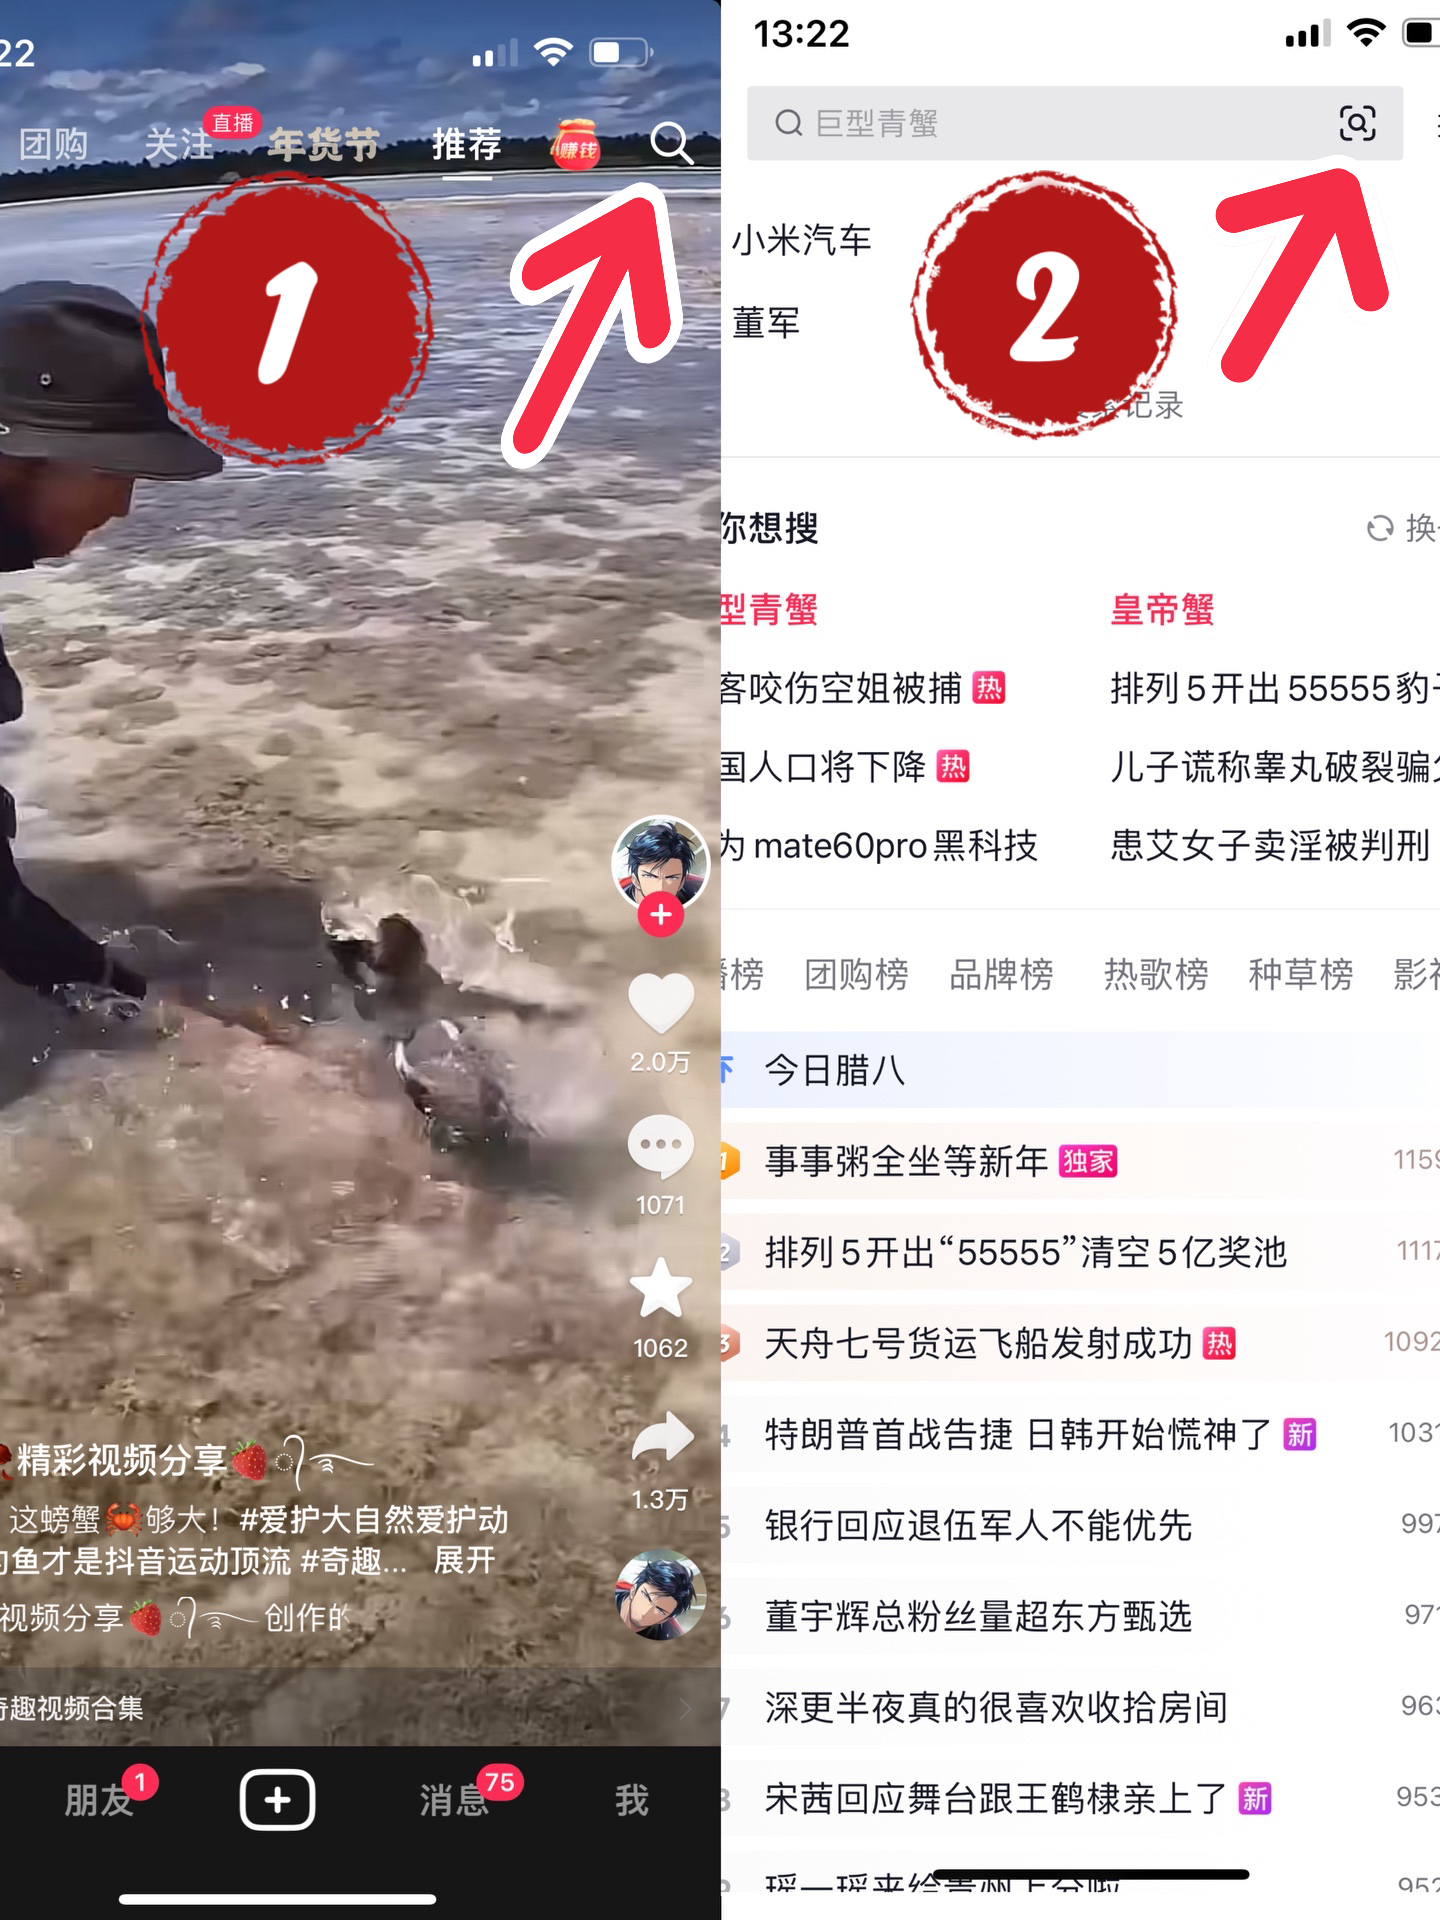 22
团购
关注
直播
年货节
推荐
赚钱
1
2.0万
1071
1062
1.3万
精彩视频分享
这螃蟹🦀够大！#爱护大自然爱护动
钓鱼才是抖音运动顶流 #奇趣... 展开
视频分享🍓 创作的
奇趣视频合集
朋友
1
消息
75
我
13:22
巨型青蟹
小米汽车
2
董军
记录
你想搜
换
型青蟹
皇帝蟹
客咬伤空姐被捕 热
排列5开出55555豹子
国人口将下降 热
儿子谎称睾丸破裂骗
为mate60pro黑科技
患艾女子卖淫被判刑
播榜
团购榜
品牌榜
热歌榜
种草榜
影视
今日腊八
1 事事粥全坐等新年 独家 1159
2 排列5开出“55555”清空5亿奖池 1117
3 天舟七号货运飞船发射成功 热 1092
4 特朗普首战告捷 日韩开始慌神了 新 1031
5 银行回应退伍军人不能优先 997
6 董宇辉总粉丝量超东方甄选 971
7 深更半夜真的很喜欢收拾房间 963
8 宋茜回应舞台跟王鹤棣亲上了 新 953
952